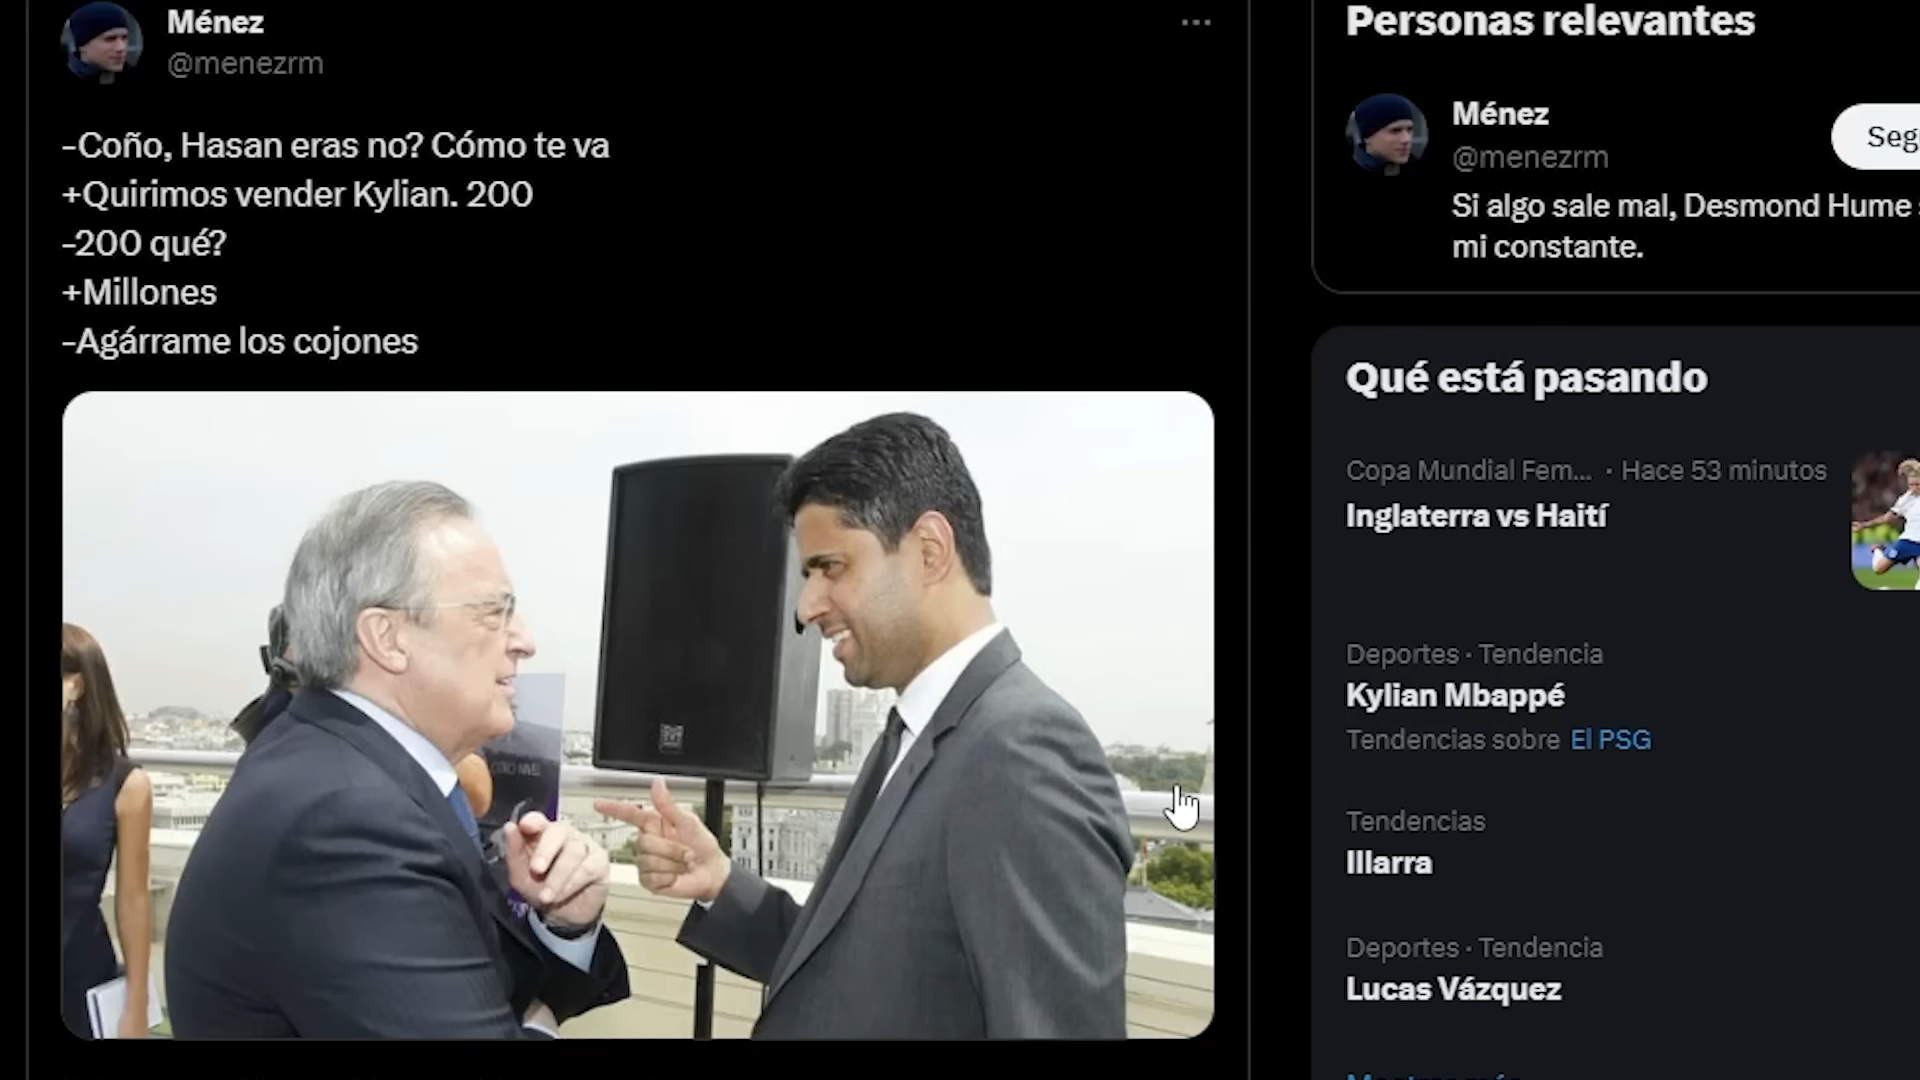 Ménez
@menezrm
-Coño, Hasan eras no? Cómo te va
+Quirimos vender Kylian. 200
-200 qué?
+Millones
-Agárrame los cojones
Personas relevantes
Ménez
@menezrm
Seg
Si algo sale mal, Desmond Hume
mi constante.
Qué está pasando
Copa Mundial Fem... · Hace 53 minutos
Inglaterra vs Haití
Deportes · Tendencia
Kylian Mbappé
Tendencias sobre El PSG
Tendencias
Illarra
Deportes · Tendencia
Lucas Vázquez